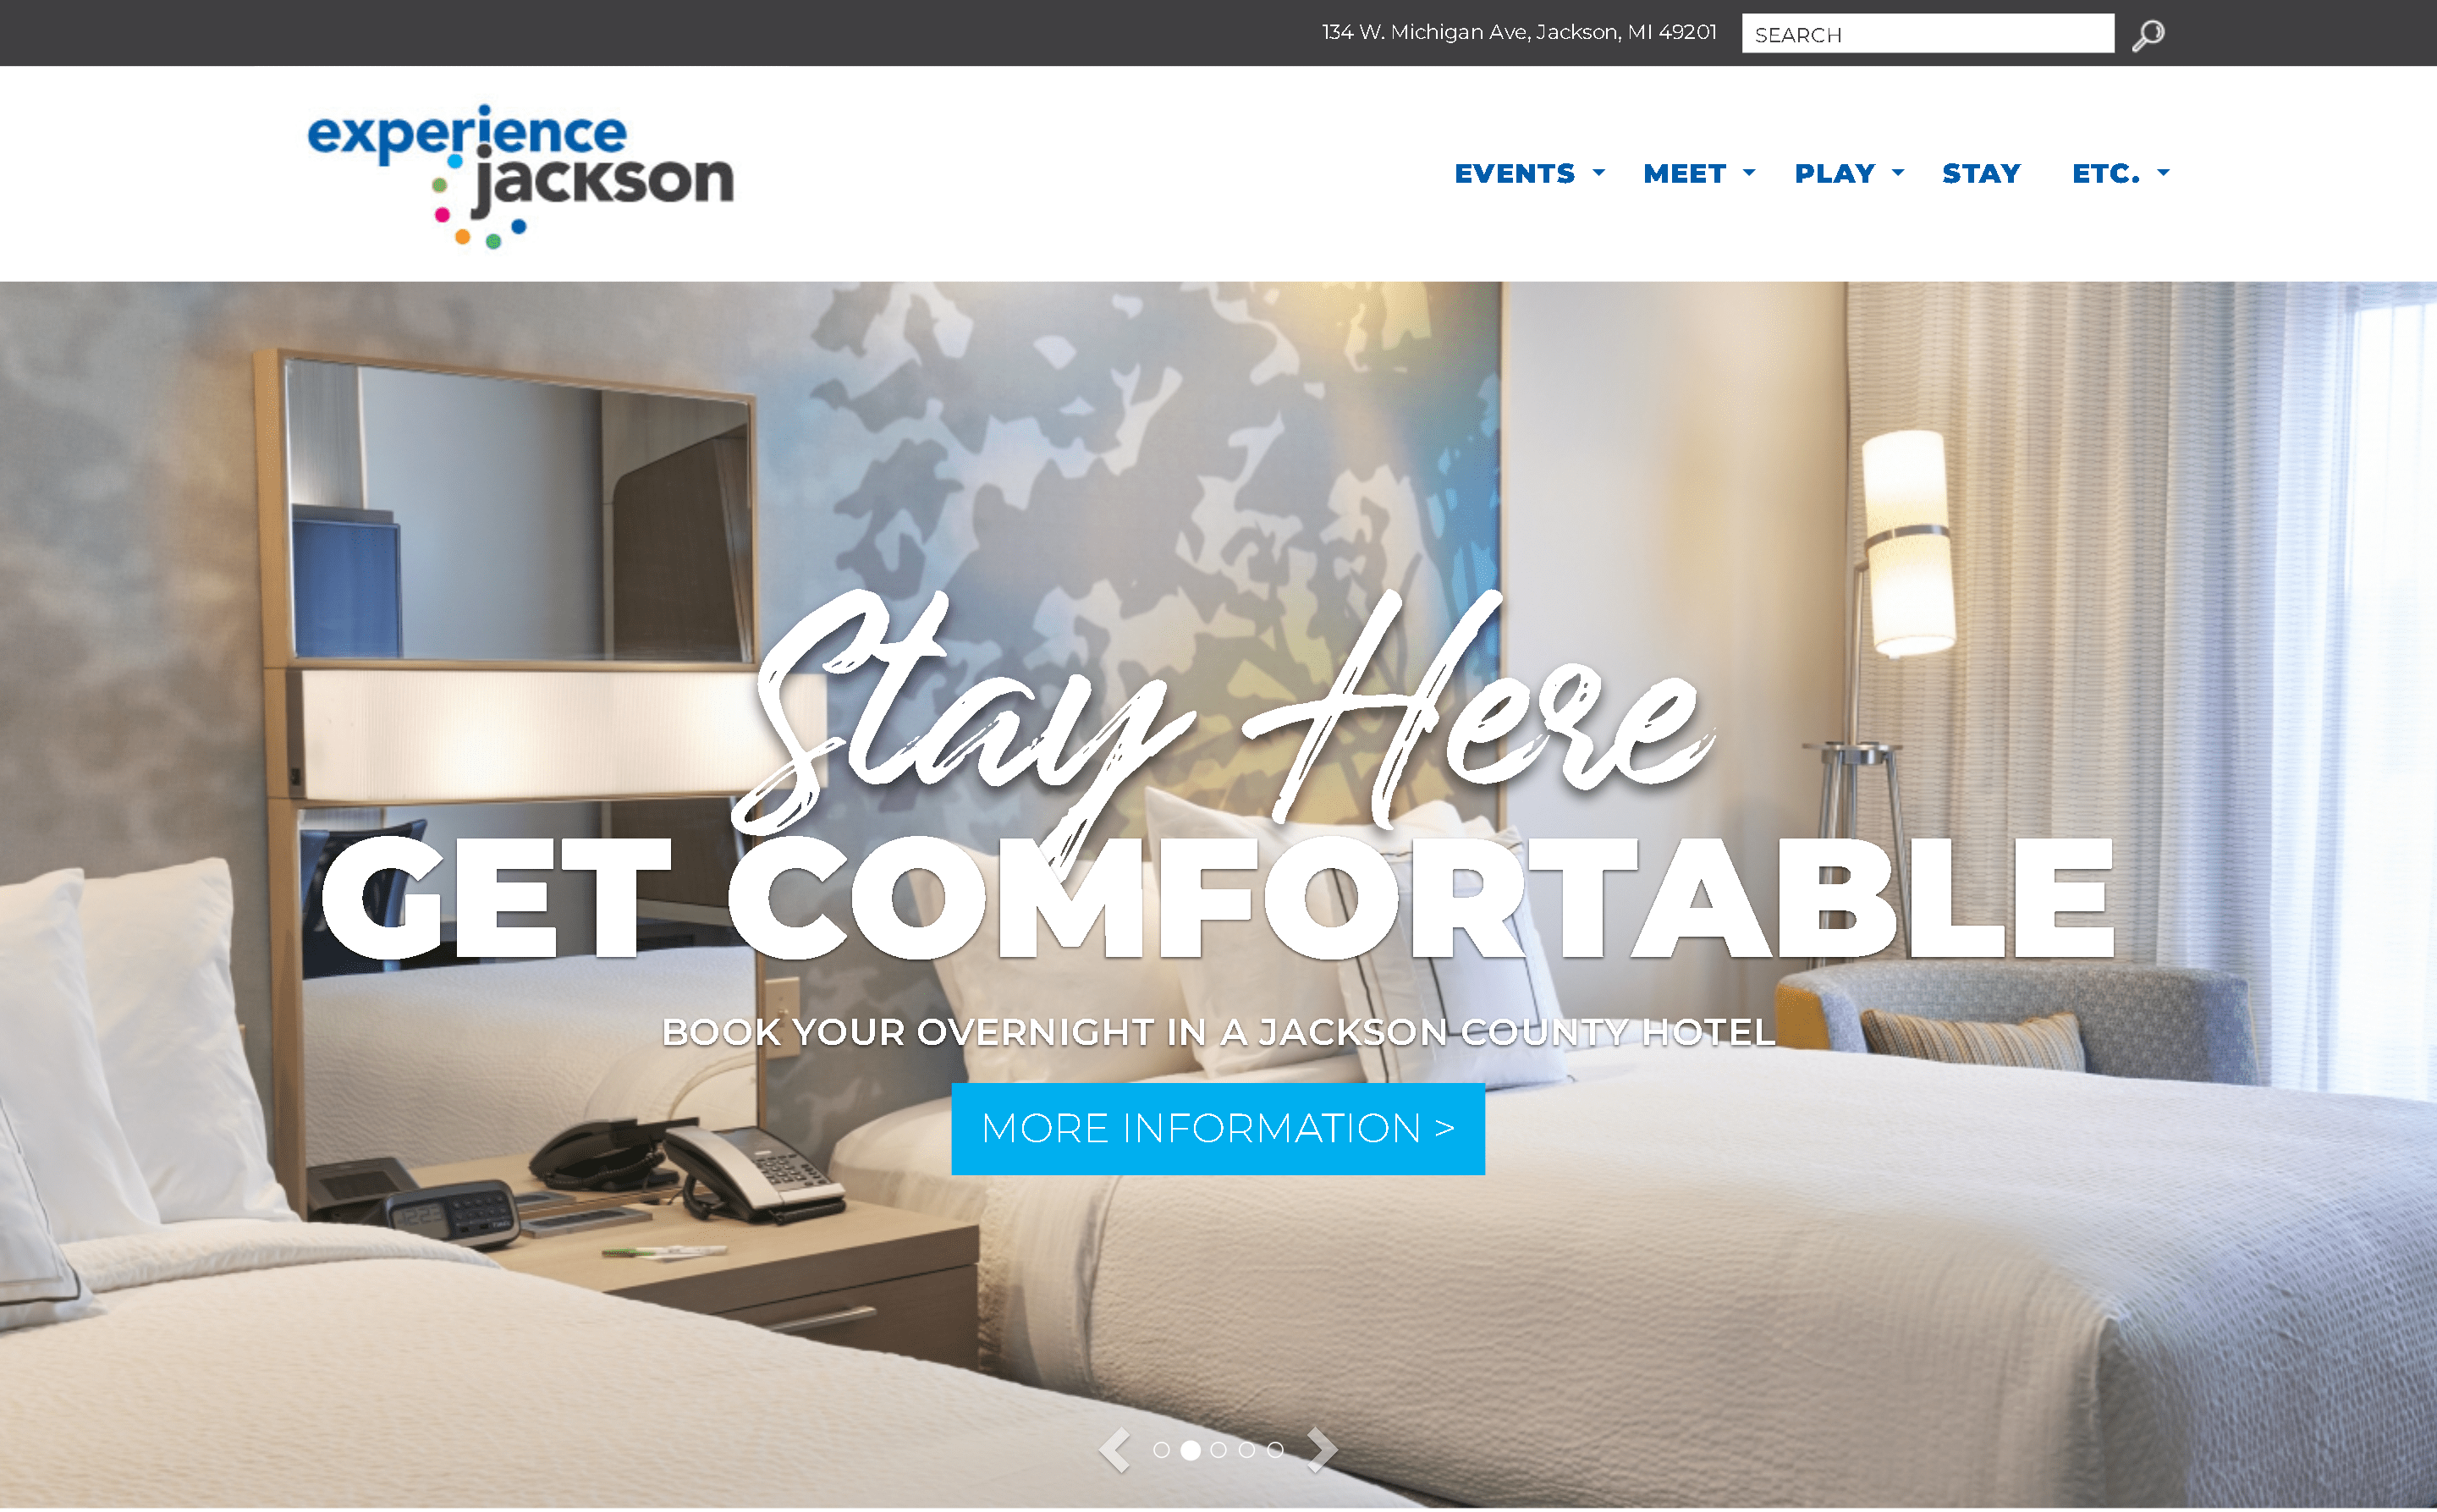 134 W. Michigan Ave, Jackson, MI 49201
SEARCH
experience
jackson
EVENTS
MEET
PLAY
STAY
ETC.
Stay Here
GET COMFORTABLE
BOOK YOUR OVERNIGHT IN A JACKSON COUNTY HOTEL
MORE INFORMATION >